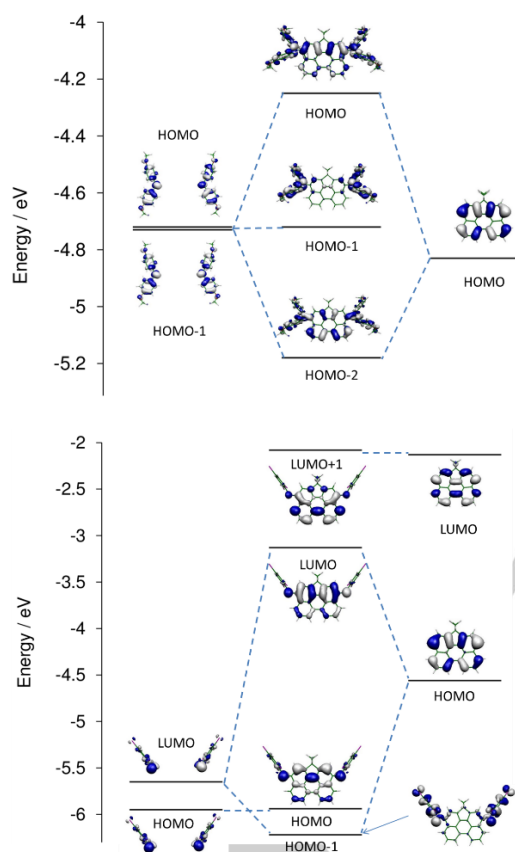 -4
-4.2
-4.4
-4.6
-4.8
-5
-5.2
Energy / eV
HOMO
HOMO
HOMO-1
HOMO
HOMO-1
HOMO-2
-2
-2.5
-3
-3.5
-4
-4.5
-5
-5.5
-6
Energy / eV
LUMO+1
LUMO
LUMO
HOMO
LUMO
HOMO
HOMO
HOMO-1